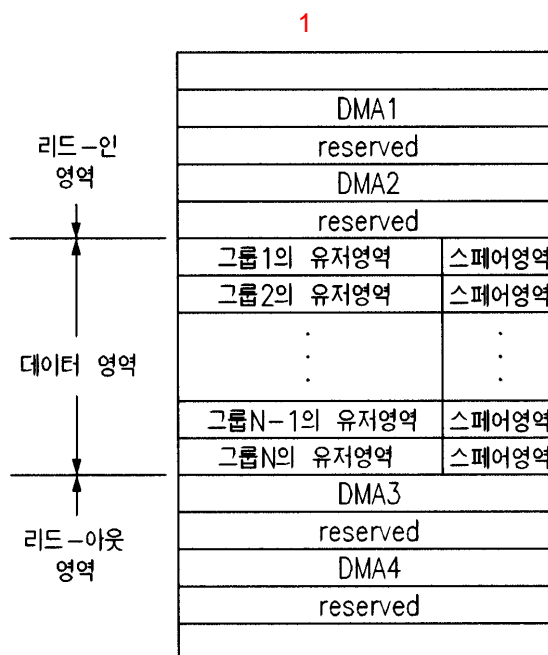 1
DMA1
reserved
DMA2
reserved
리드-인
영역
그룹1의 유저영역 스페어영역
그룹2의 유저영역 스페어영역
데이터 영역
그룹N-1의 유저영역 스페어영역
그룹N의 유저영역 스페어영역
DMA3
reserved
DMA4
reserved
리드-아웃
영역